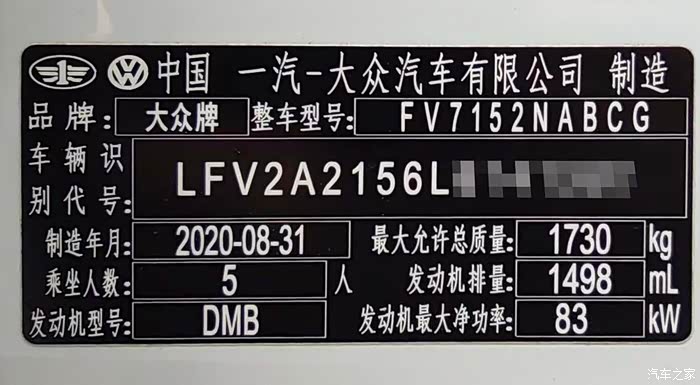 中国 一汽-大众汽车有限公司 制造
品牌: 大众牌 整车型号: FV7152NABCG
车辆识别代号: LFV2A2156L
制造年月: 2020-08-31 最大允许总质量: 1730 kg
乘坐人数: 5 人 发动机排量: 1498 mL
发动机型号: DMB 发动机最大净功率: 83 kW
汽车之家